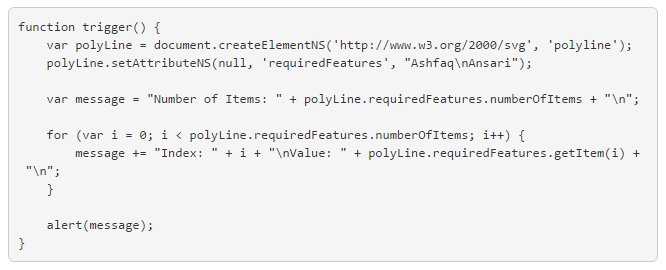 function trigger() {
    var polyLine = document.createElementNS('http://www.w3.org/2000/svg', 'polyline');
    polyLine.setAttributeNS(null, 'requiredFeatures', "Ashfaq\nAnsari");

    var message = "Number of Items: " + polyLine.requiredFeatures.numberOfItems + "\n";

    for (var i = 0; i < polyLine.requiredFeatures.numberOfItems; i++) {
        message += "Index: " + i + "\nValue: " + polyLine.requiredFeatures.getItem(i) +
 "\n";
    }

    alert(message);
}